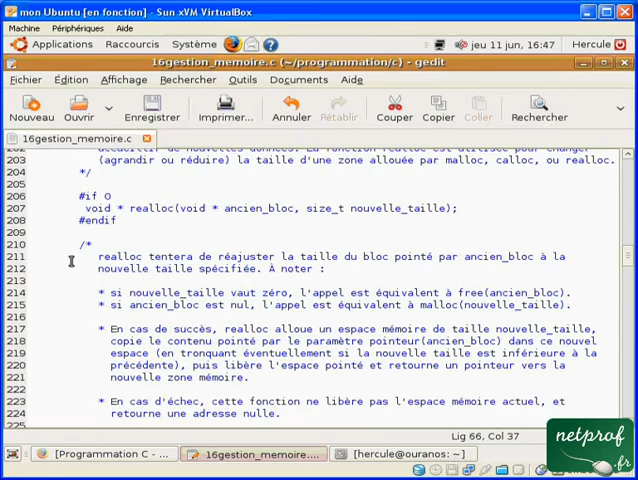 mon Ubuntu [en fonction] - Sun xVM VirtualBox
Machine Périphériques Aide
Applications Raccourcis Système jeu 11 jun, 16:47 Hercule
16gestion_memoire.c (~/programmation/c) - gedit
Fichier Édition Affichage Rechercher Outils Documents Aide
Nouveau Ouvrir Enregistrer Imprimer... Annuler Rétablir Couper Copier Coller Rechercher
16gestion_memoire.c
203 (agrandir ou réduire) la taille d'une zone allouée par malloc, calloc, ou realloc.
204 */
205
206 #if 0
207 void * realloc(void * ancien_bloc, size_t nouvelle_taille);
208 #endif
209
210 /*
211 realloc tentera de réajuster la taille du bloc pointé par ancien_bloc à la
212 nouvelle taille spécifiée. À noter :
213
214 * si nouvelle_taille vaut zéro, l'appel est équivalent à free(ancien_bloc).
215 * si ancien_bloc est nul, l'appel est équivalent à malloc(nouvelle_taille).
216
217 * En cas de succès, realloc alloue un espace mémoire de taille nouvelle_taille,
218 copie le contenu pointé par le paramètre pointeur(ancien_bloc) dans ce nouvel
219 espace (en tronquant éventuellement si la nouvelle taille est inférieure à la
220 précédente), puis libère l'espace pointé et retourne un pointeur vers la
221 nouvelle zone mémoire.
222
223 * En cas d'échec, cette fonction ne libère pas l'espace mémoire actuel, et
224 retourne une adresse nulle.
225
Lig 66, Col 37
[Programmation C - ... 16gestion_memoire.... [hercule@ouranos: ~]
netprof
.fr